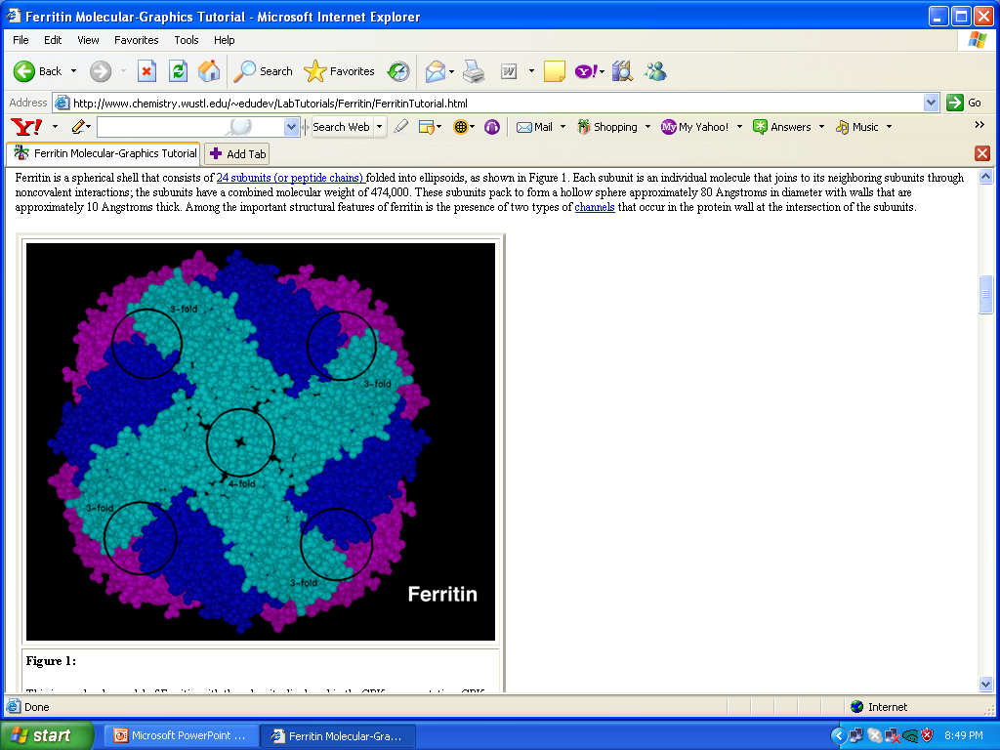 Ferritin Molecular-Graphics Tutorial - Microsoft Internet Explorer
File Edit View Favorites Tools Help
Back Search Favorites
Address http://www.chemistry.wustl.edu/~edudev/LabTutorials/Ferritin/FerritinTutorial.html Go
Y! Search Web Mail Shopping My Yahoo! Answers Music »
Ferritin Molecular-Graphics Tutorial Add Tab
Ferritin is a spherical shell that consists of 24 subunits (or peptide chains) folded into ellipsoids, as shown in Figure 1. Each subunit is an individual molecule that joins to its neighboring subunits through
noncovalent interactions; the subunits have a combined molecular weight of 474,000. These subunits pack to form a hollow sphere approximately 80 Angstroms in diameter with walls that are
approximately 10 Angstroms thick. Among the important structural features of ferritin is the presence of two types of channels that occur in the protein wall at the intersection of the subunits.
3-fold
3-fold
4-fold
3-fold
3-fold
Ferritin
Figure 1:
Done Internet
start Microsoft PowerPoint ... Ferritin Molecular-Gra... 8:49 PM